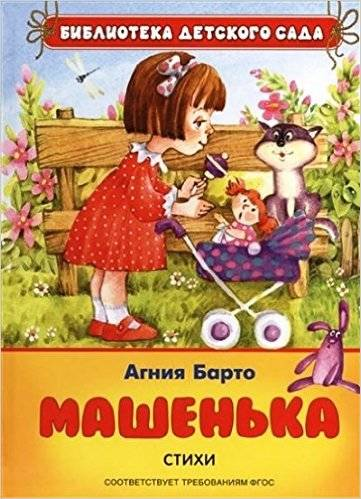 БИБЛИОТЕКА ДЕТСКОГО САДА
Агния Барто
МАШЕНЬКА
СТИХИ
СООТВЕТСТВУЕТ ТРЕБОВАНИЯМ ФГОС